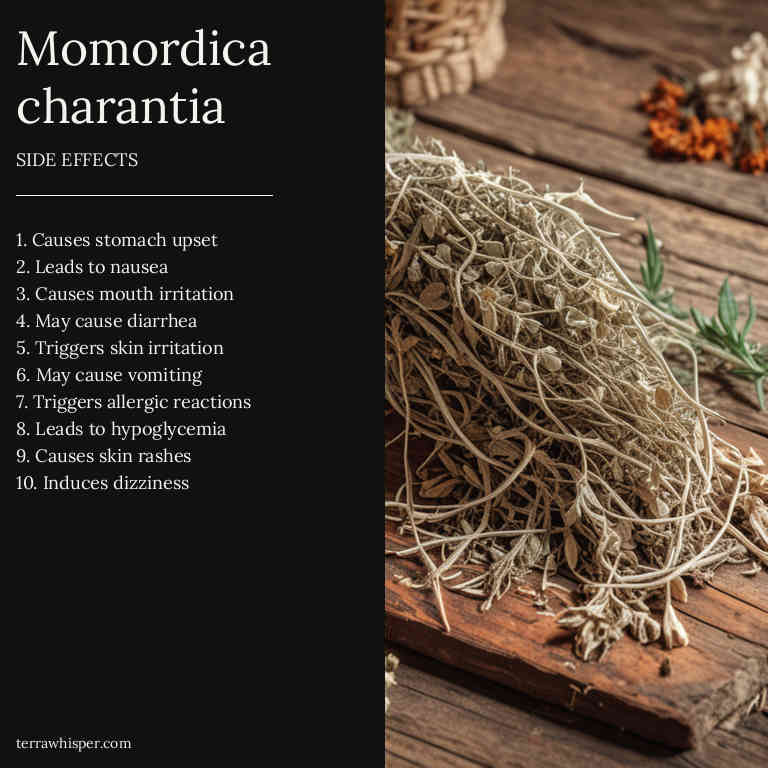 Momordica
charantia
SIDE EFFECTS
1. Causes stomach upset
2. Leads to nausea
3. Causes mouth irritation
4. May cause diarrhea
5. Triggers skin irritation
6. May cause vomiting
7. Triggers allergic reactions
8. Leads to hypoglycemia
9. Causes skin rashes
10. Induces dizziness
terrawhisper.com